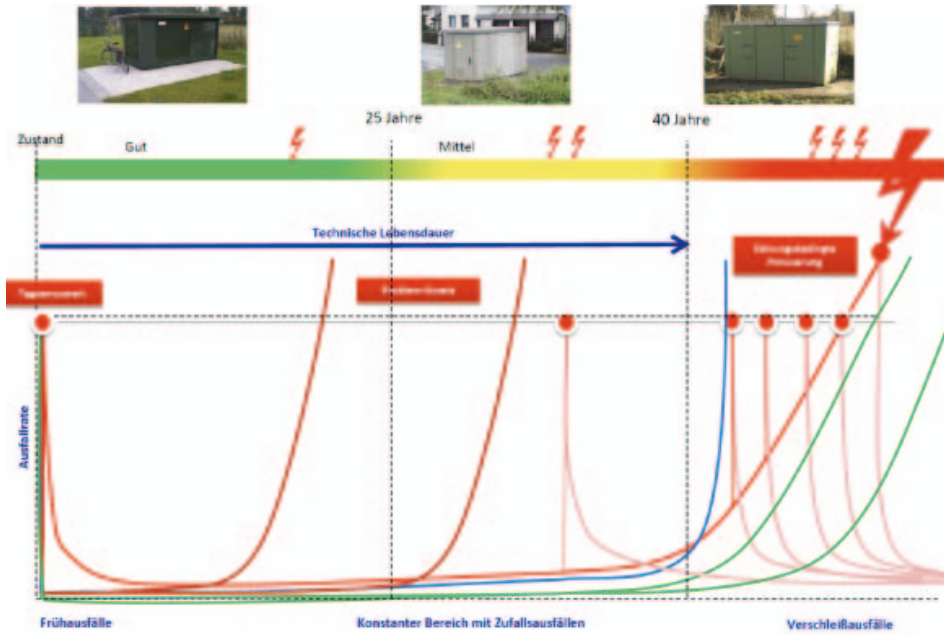 25 Jahre
40 Jahre
Zustand
Gut
Mittel
Technische Lebensdauer
Ausfallrate
Frühausfälle
Konstanter Bereich mit Zufallsausfällen
Verschleißausfälle